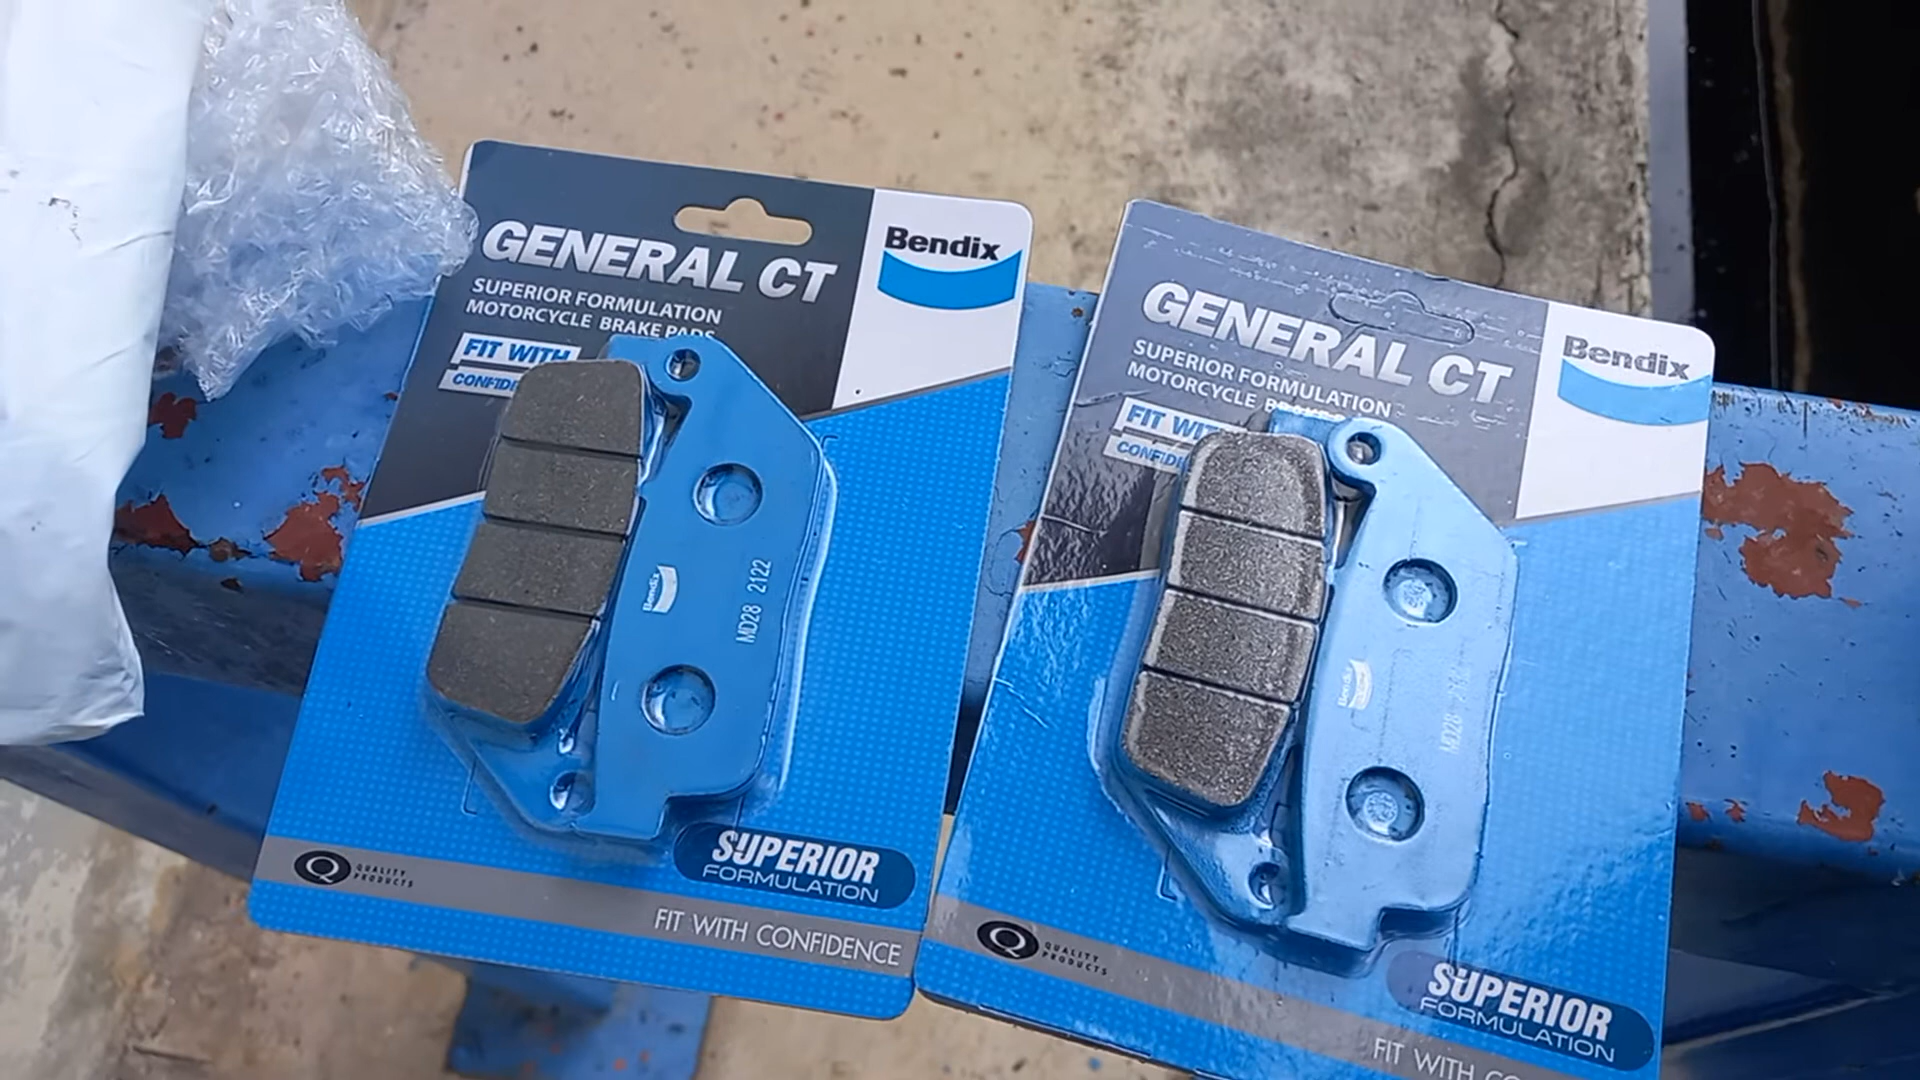 GENERAL CT
Bendix
SUPERIOR FORMULATION
MOTORCYCLE BRAKE PADS
FIT WITH
Bendix
MD28 2122
QUALITY
PRODUCTS
SUPERIOR
FORMULATION
FIT WITH CONFIDENCE
GENERAL CT
Bendix
SUPERIOR FORMULATION
MOTORCYCLE
FIT
Bendix
MD28
QUALITY
PRODUCTS
SUPERIOR
FORMULATION
FIT WITH